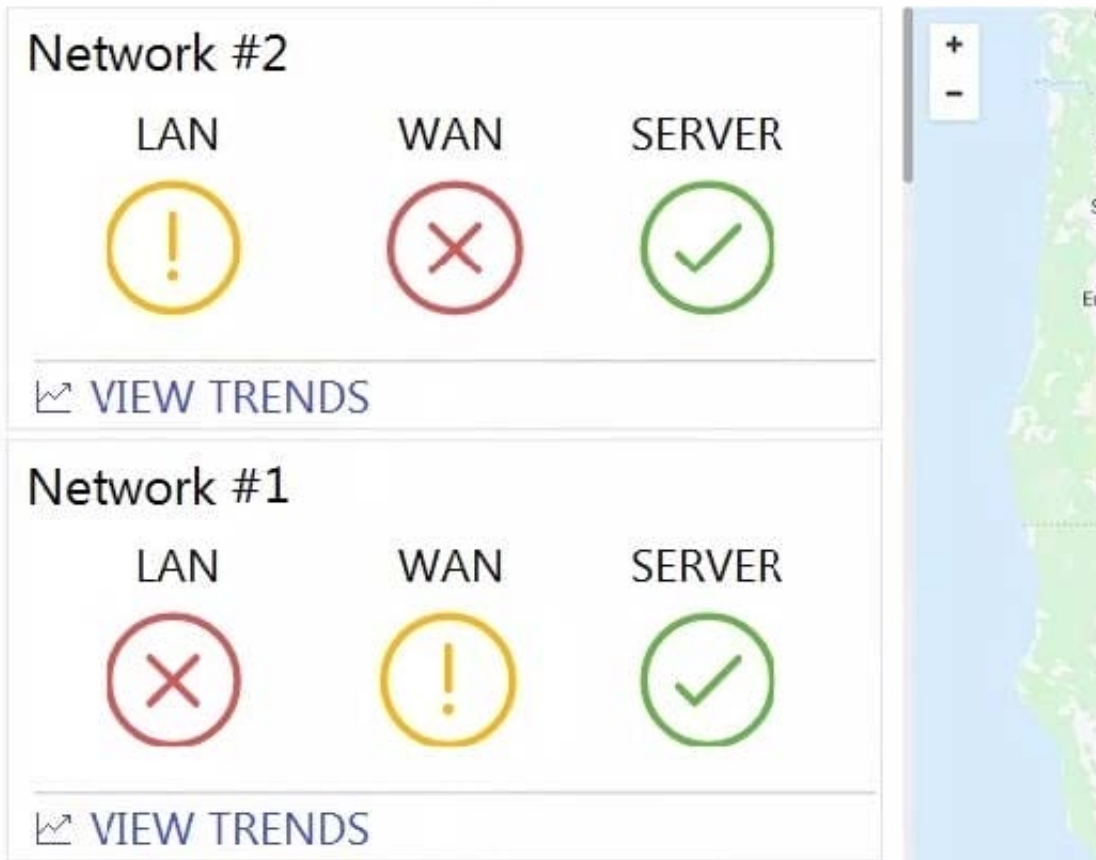 Network #2
LAN WAN SERVER
VIEW TRENDS
Network #1
LAN WAN SERVER
VIEW TRENDS
+
-